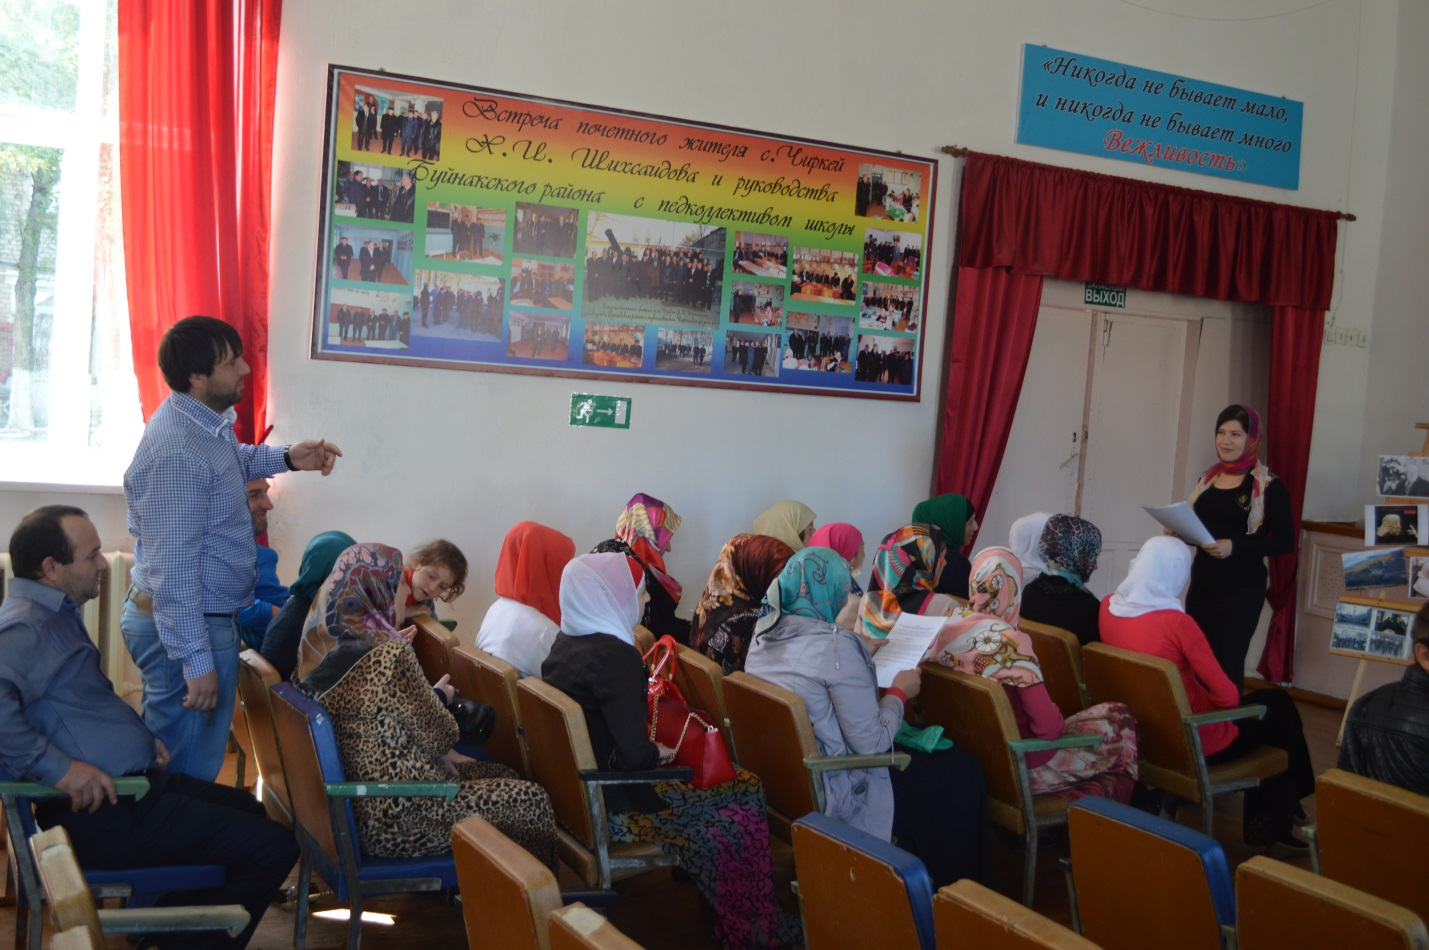 Встреча почетного жителя с.Чиркей
Н.И. Шихсаидова и руководства
Буйнакского района с педколлективом школы
«Никогда не бывает мало,
и никогда не бывает много
Вежливость»
ВЫХОД